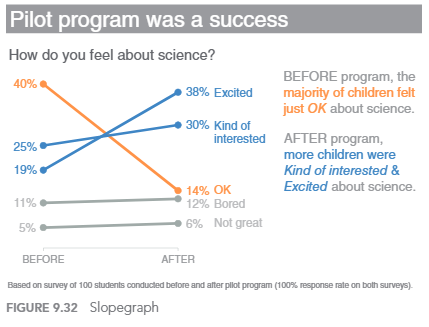 Pilot program was a success
How do you feel about science?
40%
25%
19%
11%
5%
38% Excited
30% Kind of
interested
14% OK
12% Bored
6% Not great
BEFORE
AFTER
BEFORE program, the
majority of children felt
just OK about science.
AFTER program,
more children were
Kind of interested &
Excited about science.
Based on survey of 100 students conducted before and after pilot program (100% response rate on both surveys).
FIGURE 9.32 Slopegraph